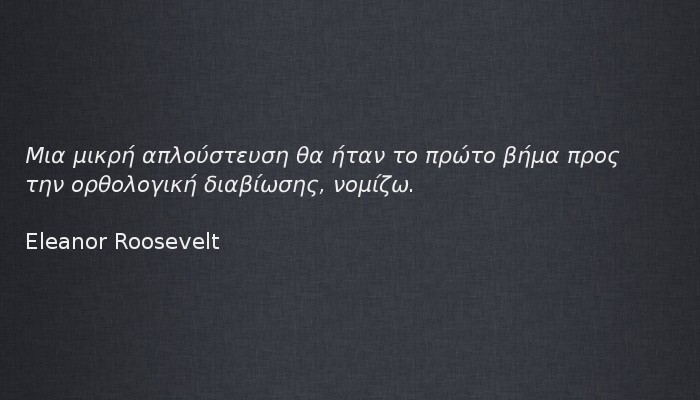 Μια μικρή απλούστευση θα ήταν το πρώτο βήμα προς
την ορθολογική διαβίωσης, νομίζω.
Eleanor Roosevelt